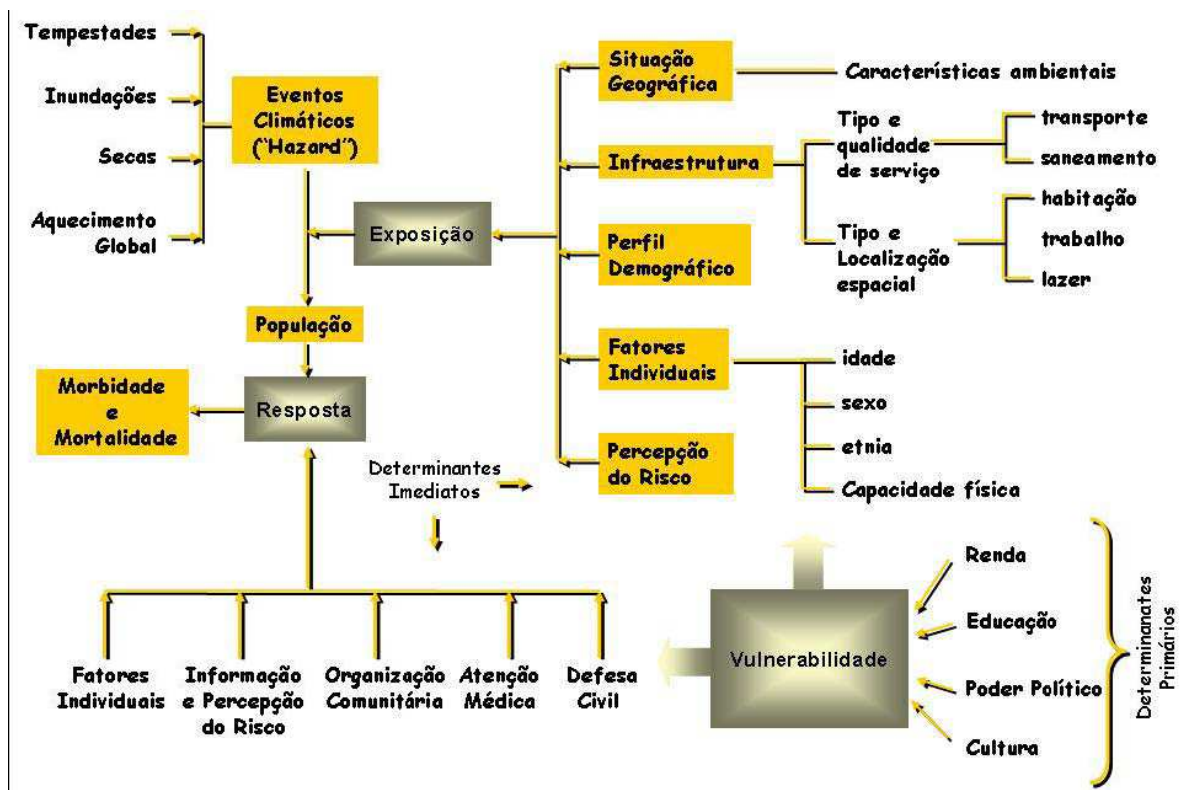 Tempestades
Inundações
Secas
Aquecimento
Global
Eventos
Climáticos
("Hazard")
Exposição
População
Morbidade
e
Mortalidade
Resposta
Situação
Geográfica
Características ambientais
Infraestrutura
Tipo e
qualidade
de serviço
transporte
saneamento
Tipo e
Localização
espacial
habitação
trabalho
lazer
Perfil
Demográfico
Fatores
Individuais
idade
sexo
etnia
Capacidade física
Percepção
do Risco
Determinantes
Imediatos
Fatores
Individuais
Informação
e Percepção
do Risco
Organização
Comunitária
Atenção
Médica
Defesa
Civil
Vulnerabilidade
Renda
Educação
Poder Político
Cultura
Determinanates
Primários